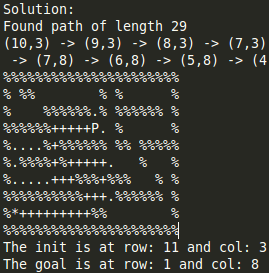 Solution:
Found path of length 29
(10,3) -> (9,3) -> (8,3) -> (7,3)
 -> (7,8) -> (6,8) -> (5,8) -> (4
%%%%%%%%%%%%%%%%%%%%%%
% %%        % %      %
%    %%%%%%.% %%%%%% %
%%%%%%+++++P. %      %
%....%+%%%%%% %% %%%%%
%.%%%%+%+++++.   %   %
%.....+++%%%+%%%   % %
%%%%%%%%%%+++.%%%%%% %
%*+++++++++%%        %
%%%%%%%%%%%%%%%%%%%%%%
The init is at row: 11 and col: 3
The goal is at row: 1 and col: 8